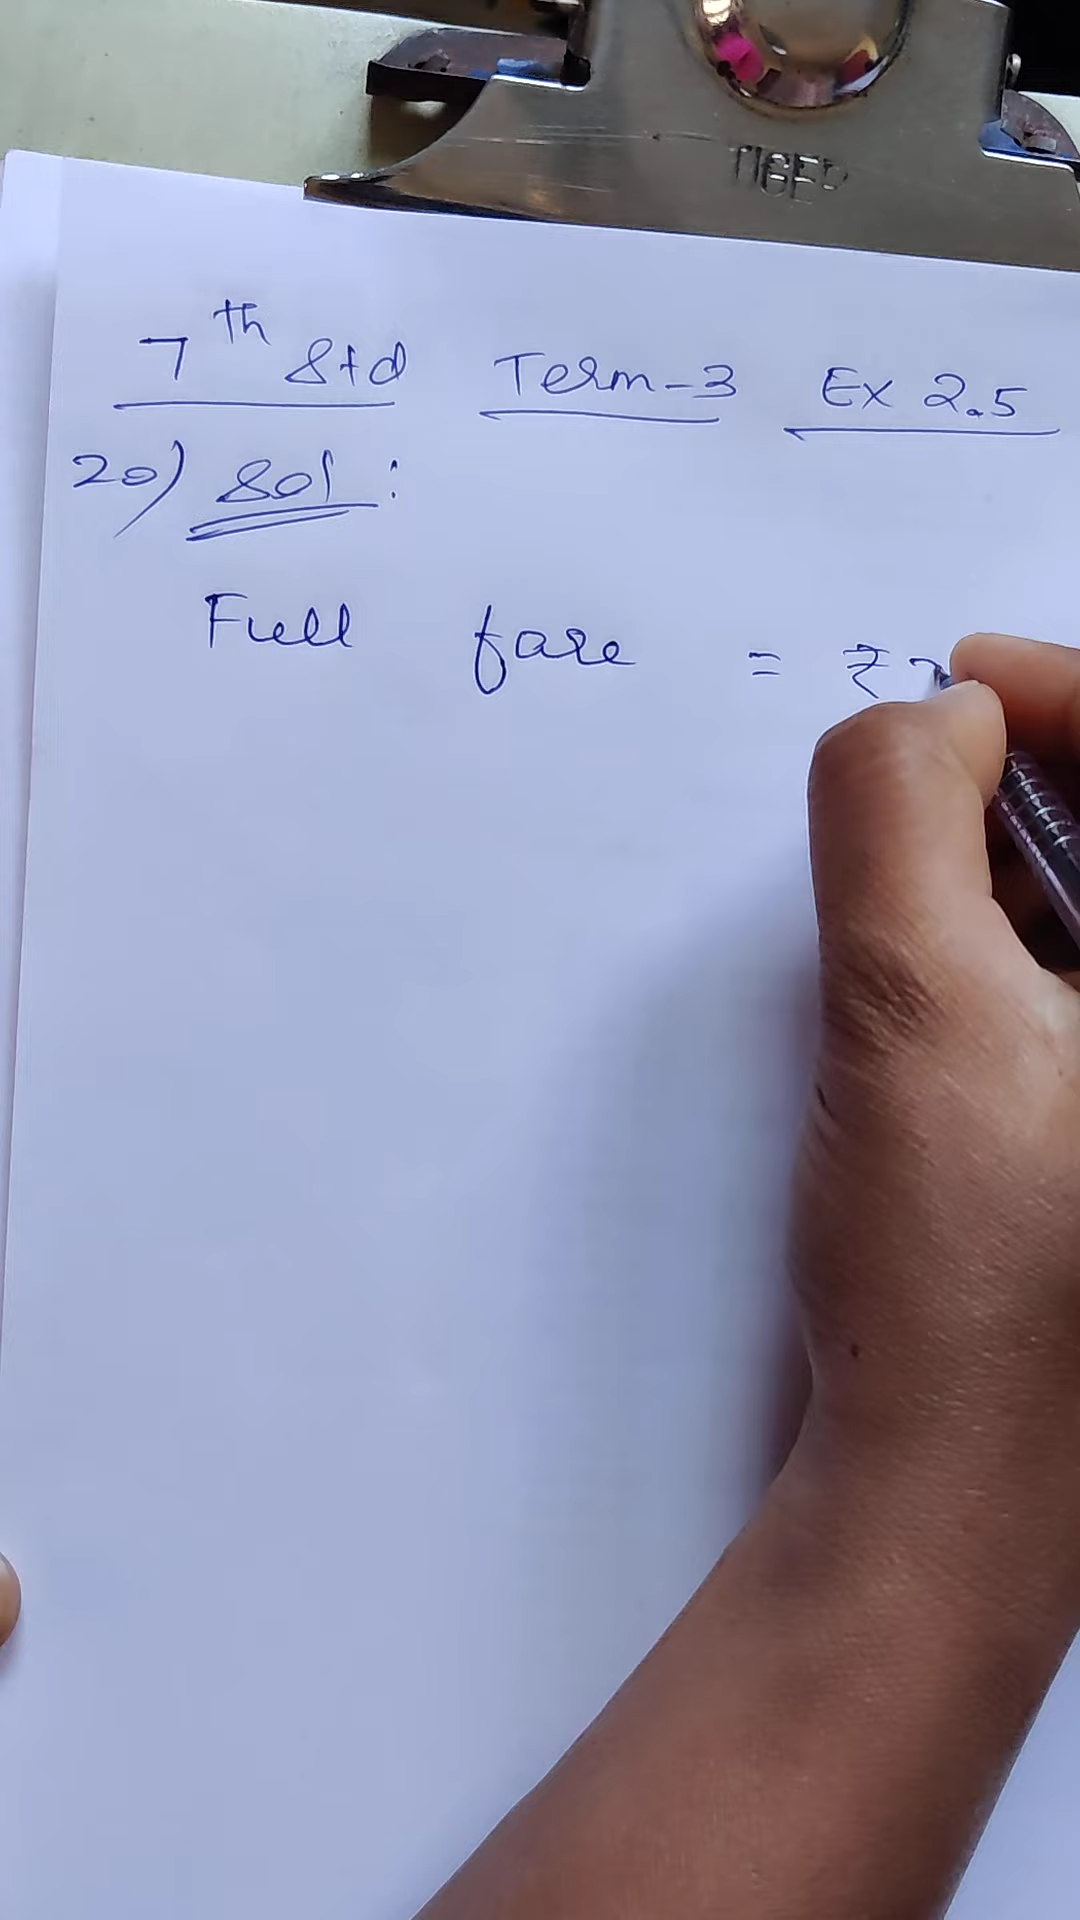 TIGER
7th Std Term-3 Ex 2.5
20) Sol :
Full fare = ₹